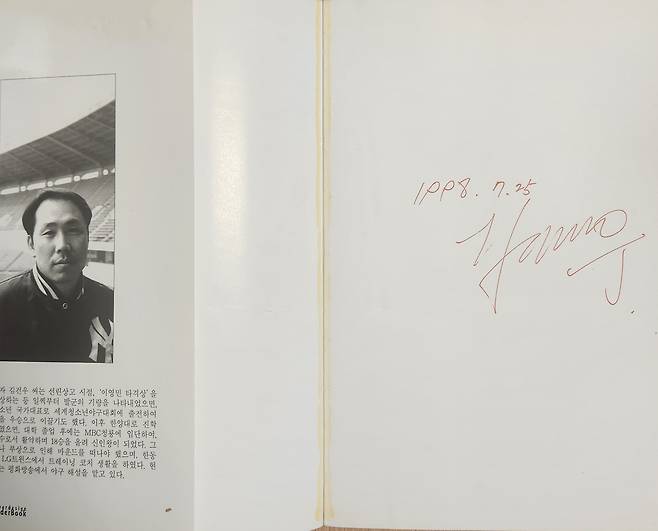 NY
자 김건우 씨는 선린상고 시절, '이영민 타격상'을
상하는 등 일찍부터 발군의 기량을 나타내었으면,
소년 국가대표로 세계청소년야구대회에 출전하여
을 우승으로 이끌기도 했다. 이후 한양대로 진학
였으면, 대학 졸업 후에는 MBC청룡에 입단하여,
수로서 활약하며 18승을 올려 신인왕이 되었다. 그
나 부상으로 인해 마운드를 떠나야 했으며, 한동
LG트윈스에서 트레이닝 코치 생활을 하였다. 현
는 평화방송에서 야구 해설을 맡고 있다.
1998. 7. 25